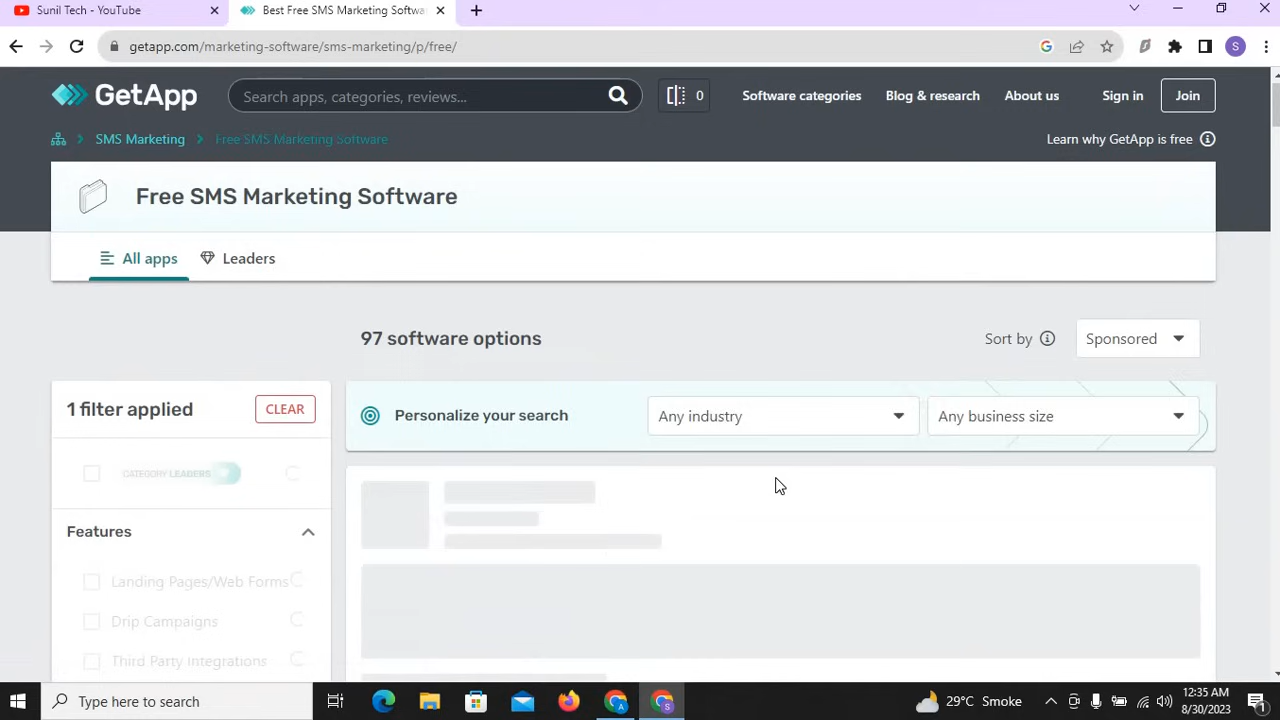 Sunil Tech - YouTube
Best Free SMS Marketing Softwa
getapp.com/marketing-software/sms-marketing/p/free/
S
GetApp
Search apps, categories, reviews...
0
Software categories
Blog & research
About us
Sign in
Join
SMS Marketing
Free SMS Marketing Software
Learn why GetApp is free
Free SMS Marketing Software
All apps
Leaders
97 software options
Sort by
Sponsored
1 filter applied
CLEAR
Personalize your search
Any industry
Any business size
CATEGORY LEADERS
Features
Landing Pages/Web Forms
Drip Campaigns
Third Party Integrations
Type here to search
29°C Smoke
12:35 AM
8/30/2023
1